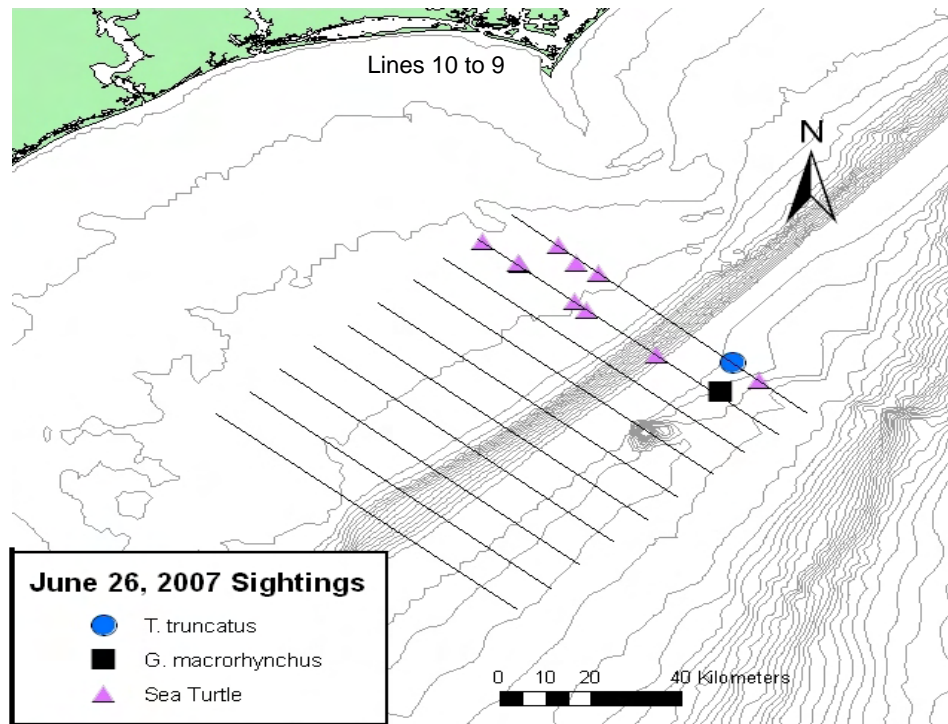 Lines 10 to 9
N
June 26, 2007 Sightings
T. truncatus
G. macrorhynchus
Sea Turtle
0 10 20 40 Kilometers